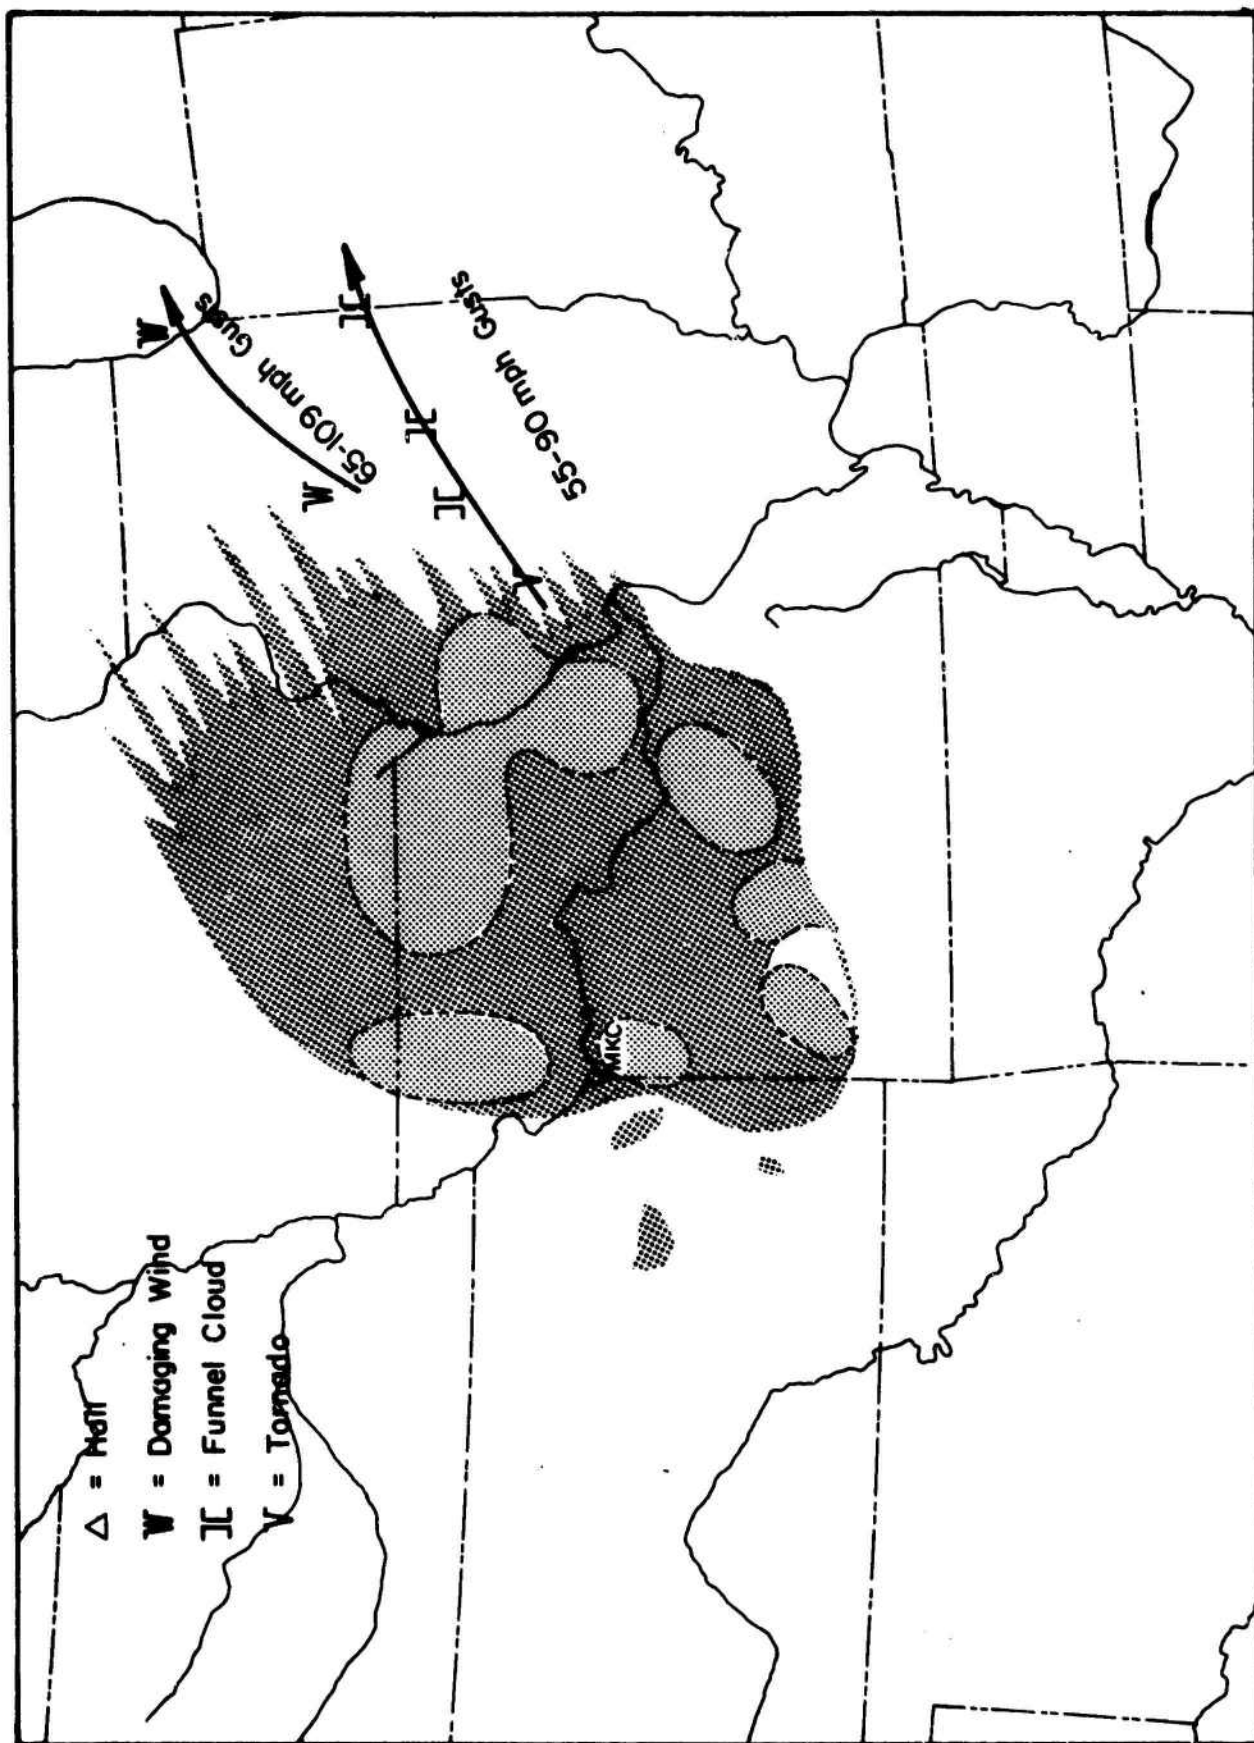 △ = Hail
W = Damaging Wind
][ = Funnel Cloud
V = Tornado
65-109 mph Gusts
55-90 mph Gusts
W
W
][
][
][
V
MKC